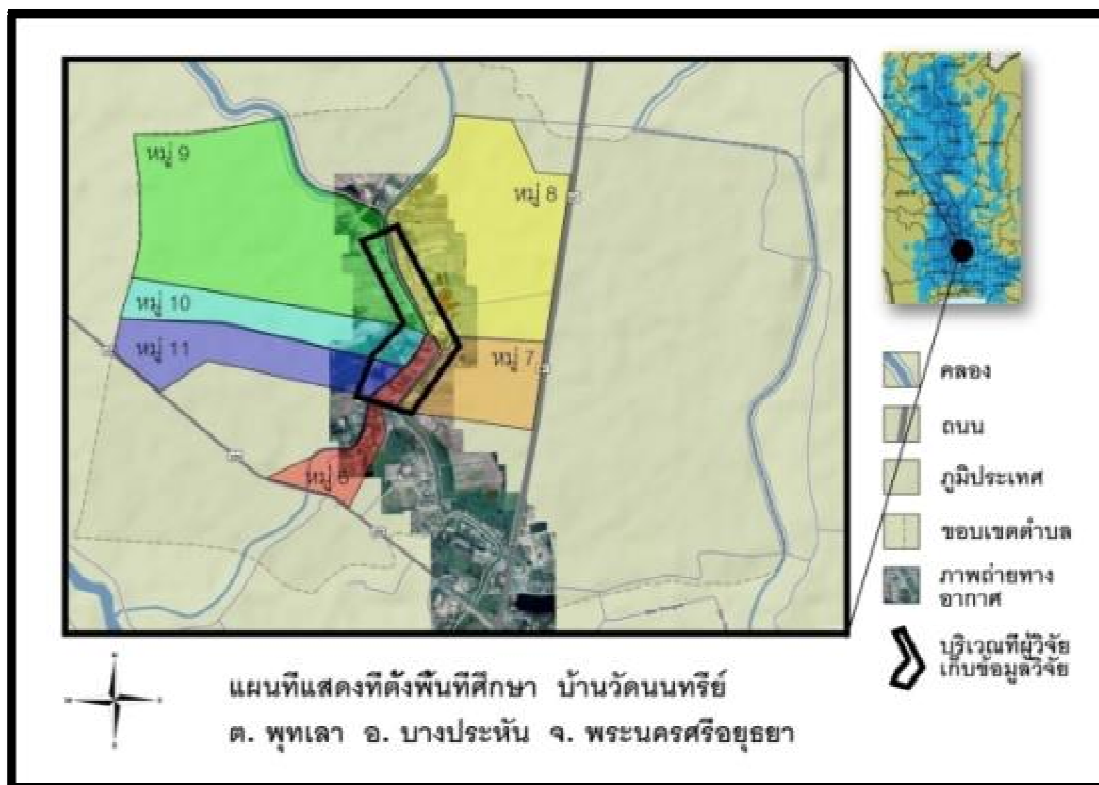 หมู่ 9
หมู่ 8
หมู่ 10
หมู่ 11
หมู่ 7
หมู่ 6
คลอง
ถนน
ภูมิประเทศ
ขอบเขตตำบล
ภาพถ่ายทาง
อากาศ
บริเวณที่ผู้วิจัย
เก็บข้อมูลวิจัย
แผนที่แสดงที่ตั้งพื้นที่ศึกษา บ้านวัดนนทรีย์
ต. พุทเลา อ. บางประหัน จ. พระนครศรีอยุธยา